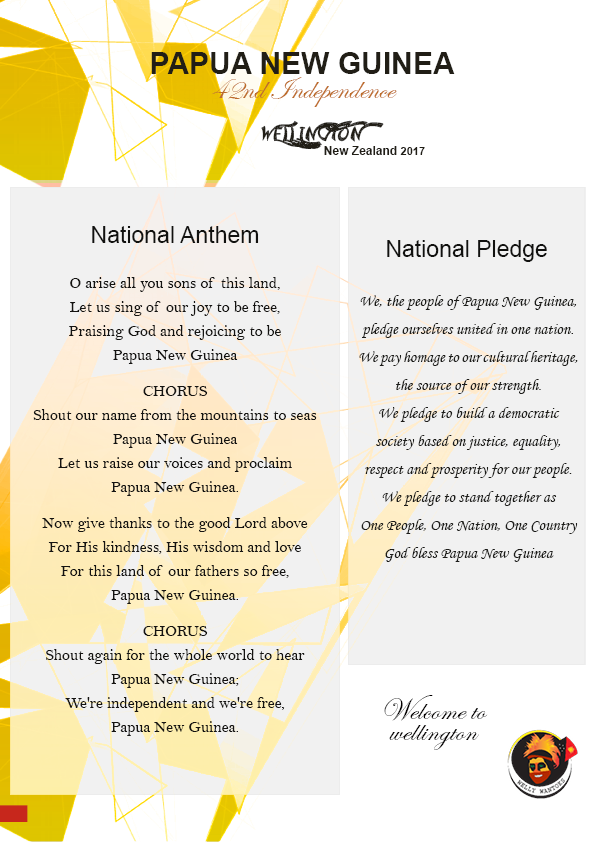 PAPUA NEW GUINEA
42nd Independence
WELLINGTON
New Zealand 2017
National Anthem
O arise all you sons of this land,
Let us sing of our joy to be free,
Praising God and rejoicing to be
Papua New Guinea
CHORUS
Shout our name from the mountains to seas
Papua New Guinea
Let us raise our voices and proclaim
Papua New Guinea.
Now give thanks to the good Lord above
For His kindness, His wisdom and love
For this land of our fathers so free,
Papua New Guinea.
CHORUS
Shout again for the whole world to hear
Papua New Guinea;
We're independent and we're free,
Papua New Guinea.
National Pledge
We, the people of Papua New Guinea,
pledge ourselves united in one nation.
We pay homage to our cultural heritage,
the source of our strength.
We pledge to build a democratic
society based on justice, equality,
respect and prosperity for our people.
We pledge to stand together as
One People, One Nation, One Country
God bless Papua New Guinea
Welcome to
wellington
WELLY WANTOKS